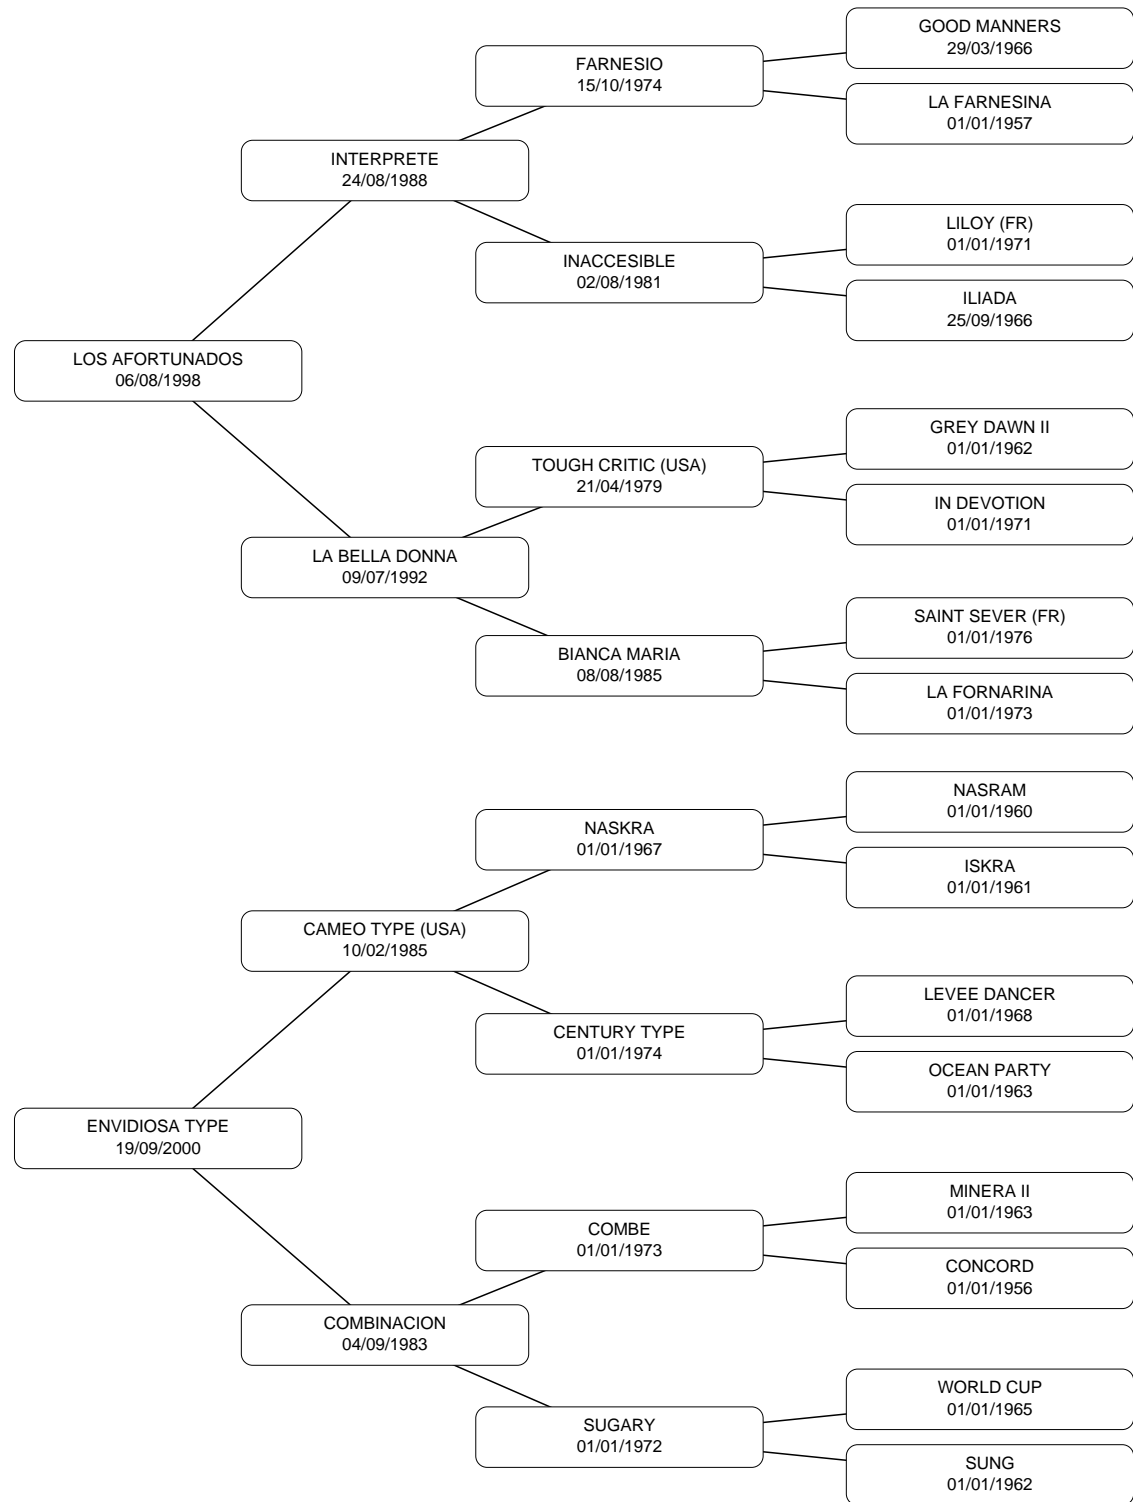 GOOD MANNERS
29/03/1966
FARNESIO
15/10/1974
LA FARNESINA
01/01/1957
INTERPRETE
24/08/1988
LILOY (FR)
01/01/1971
INACCESIBLE
02/08/1981
ILIADA
25/09/1966
LOS AFORTUNADOS
06/08/1998
GREY DAWN II
01/01/1962
TOUGH CRITIC (USA)
21/04/1979
IN DEVOTION
01/01/1971
LA BELLA DONNA
09/07/1992
SAINT SEVER (FR)
01/01/1976
BIANCA MARIA
08/08/1985
LA FORNARINA
01/01/1973
NASRAM
01/01/1960
NASKRA
01/01/1967
ISKRA
01/01/1961
CAMEO TYPE (USA)
10/02/1985
LEVEE DANCER
01/01/1968
CENTURY TYPE
01/01/1974
OCEAN PARTY
01/01/1963
ENVIDIOSA TYPE
19/09/2000
MINERA II
01/01/1963
COMBE
01/01/1973
CONCORD
01/01/1956
COMBINACION
04/09/1983
WORLD CUP
01/01/1965
SUGARY
01/01/1972
SUNG
01/01/1962